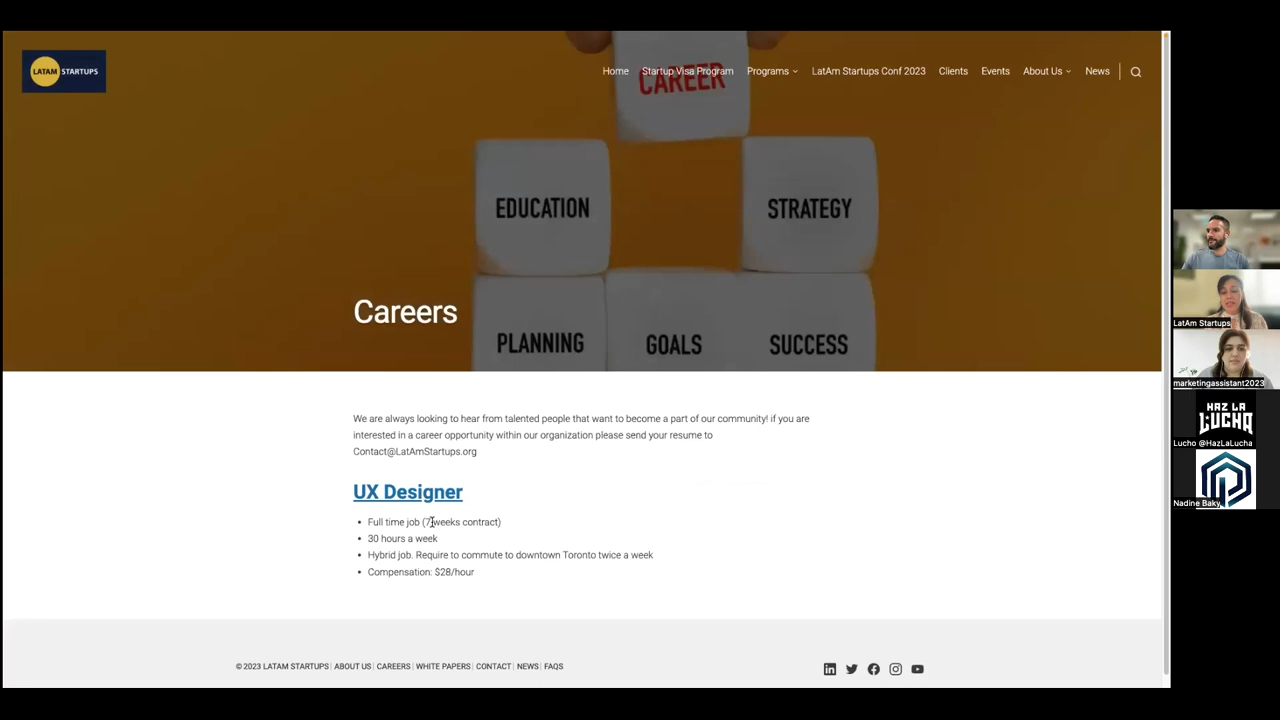 LATAM STARTUPS
Home Startup Visa Program Programs LatAm Startups Conf 2023 Clients Events About Us News
CAREER
EDUCATION STRATEGY
PLANNING GOALS SUCCESS
Careers
We are always looking to hear from talented people that want to become a part of our community! if you are
interested in a career opportunity within our organization please send your resume to
Contact@LatAmStartups.org
UX Designer
• Full time job (7 weeks contract)
• 30 hours a week
• Hybrid job. Require to commute to downtown Toronto twice a week
• Compensation: $28/hour
© 2023 LATAM STARTUPS | ABOUT US | CAREERS | WHITE PAPERS | CONTACT | NEWS | FAQS
LatAm Startups
marketingassistant2023
HAZ LA
LUCHA
Lucho @HazLaLucha
Nadine Baky